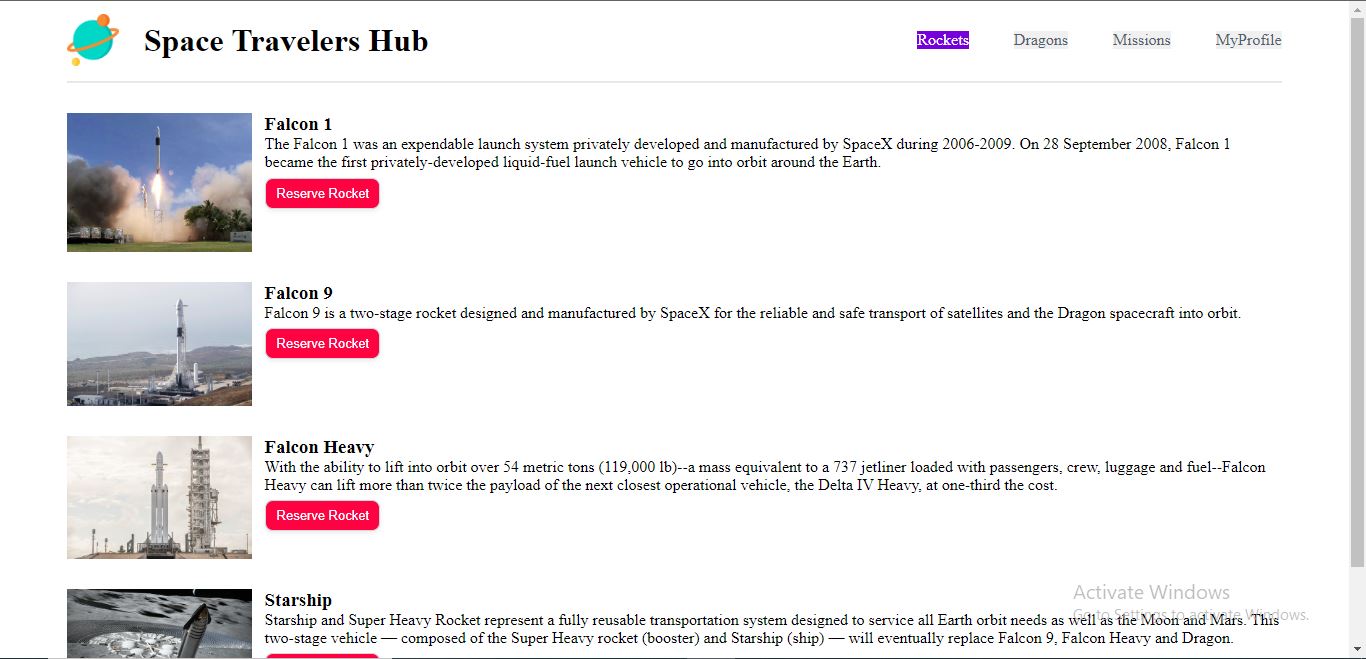 Space Travelers Hub
Rockets Dragons Missions MyProfile
Falcon 1
The Falcon 1 was an expendable launch system privately developed and manufactured by SpaceX during 2006-2009. On 28 September 2008, Falcon 1
became the first privately-developed liquid-fuel launch vehicle to go into orbit around the Earth.
Reserve Rocket
Falcon 9
Falcon 9 is a two-stage rocket designed and manufactured by SpaceX for the reliable and safe transport of satellites and the Dragon spacecraft into orbit.
Reserve Rocket
Falcon Heavy
With the ability to lift into orbit over 54 metric tons (119,000 lb)--a mass equivalent to a 737 jetliner loaded with passengers, crew, luggage and fuel--Falcon
Heavy can lift more than twice the payload of the next closest operational vehicle, the Delta IV Heavy, at one-third the cost.
Reserve Rocket
Starship
Starship and Super Heavy Rocket represent a fully reusable transportation system designed to service all Earth orbit needs as well as the Moon and Mars. This
two-stage vehicle — composed of the Super Heavy rocket (booster) and Starship (ship) — will eventually replace Falcon 9, Falcon Heavy and Dragon.
Activate Windows
Go to Settings to activate Windows.